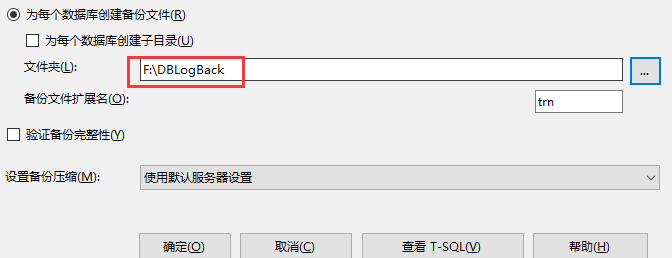 为每个数据库创建备份文件(R)
为每个数据库创建子目录(U)
文件夹(L): F:\DBLogBack ...
备份文件扩展名(O): trn
验证备份完整性(Y)
设置备份压缩(M): 使用默认服务器设置
确定(O) 取消(C) 查看 T-SQL(V) 帮助(H)